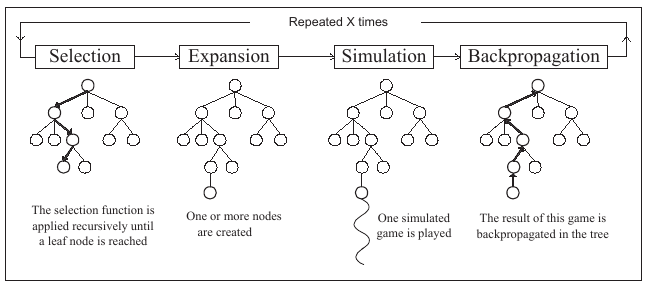 Repeated X times
Selection
Expansion
Simulation
Backpropagation
The selection function is
applied recursively until
a leaf node is reached
One or more nodes
are created
One simulated
game is played
The result of this game is
backpropagated in the tree